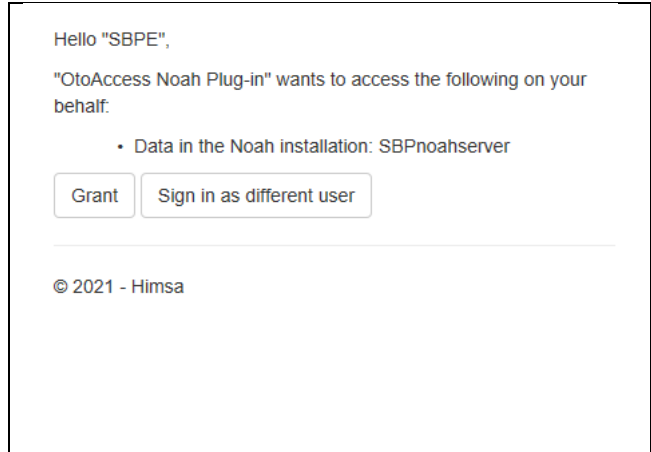 Hello "SBPE",
"OtoAccess Noah Plug-in" wants to access the following on your
behalf:
• Data in the Noah installation: SBPnoahserver
Grant Sign in as different user
© 2021 - Himsa